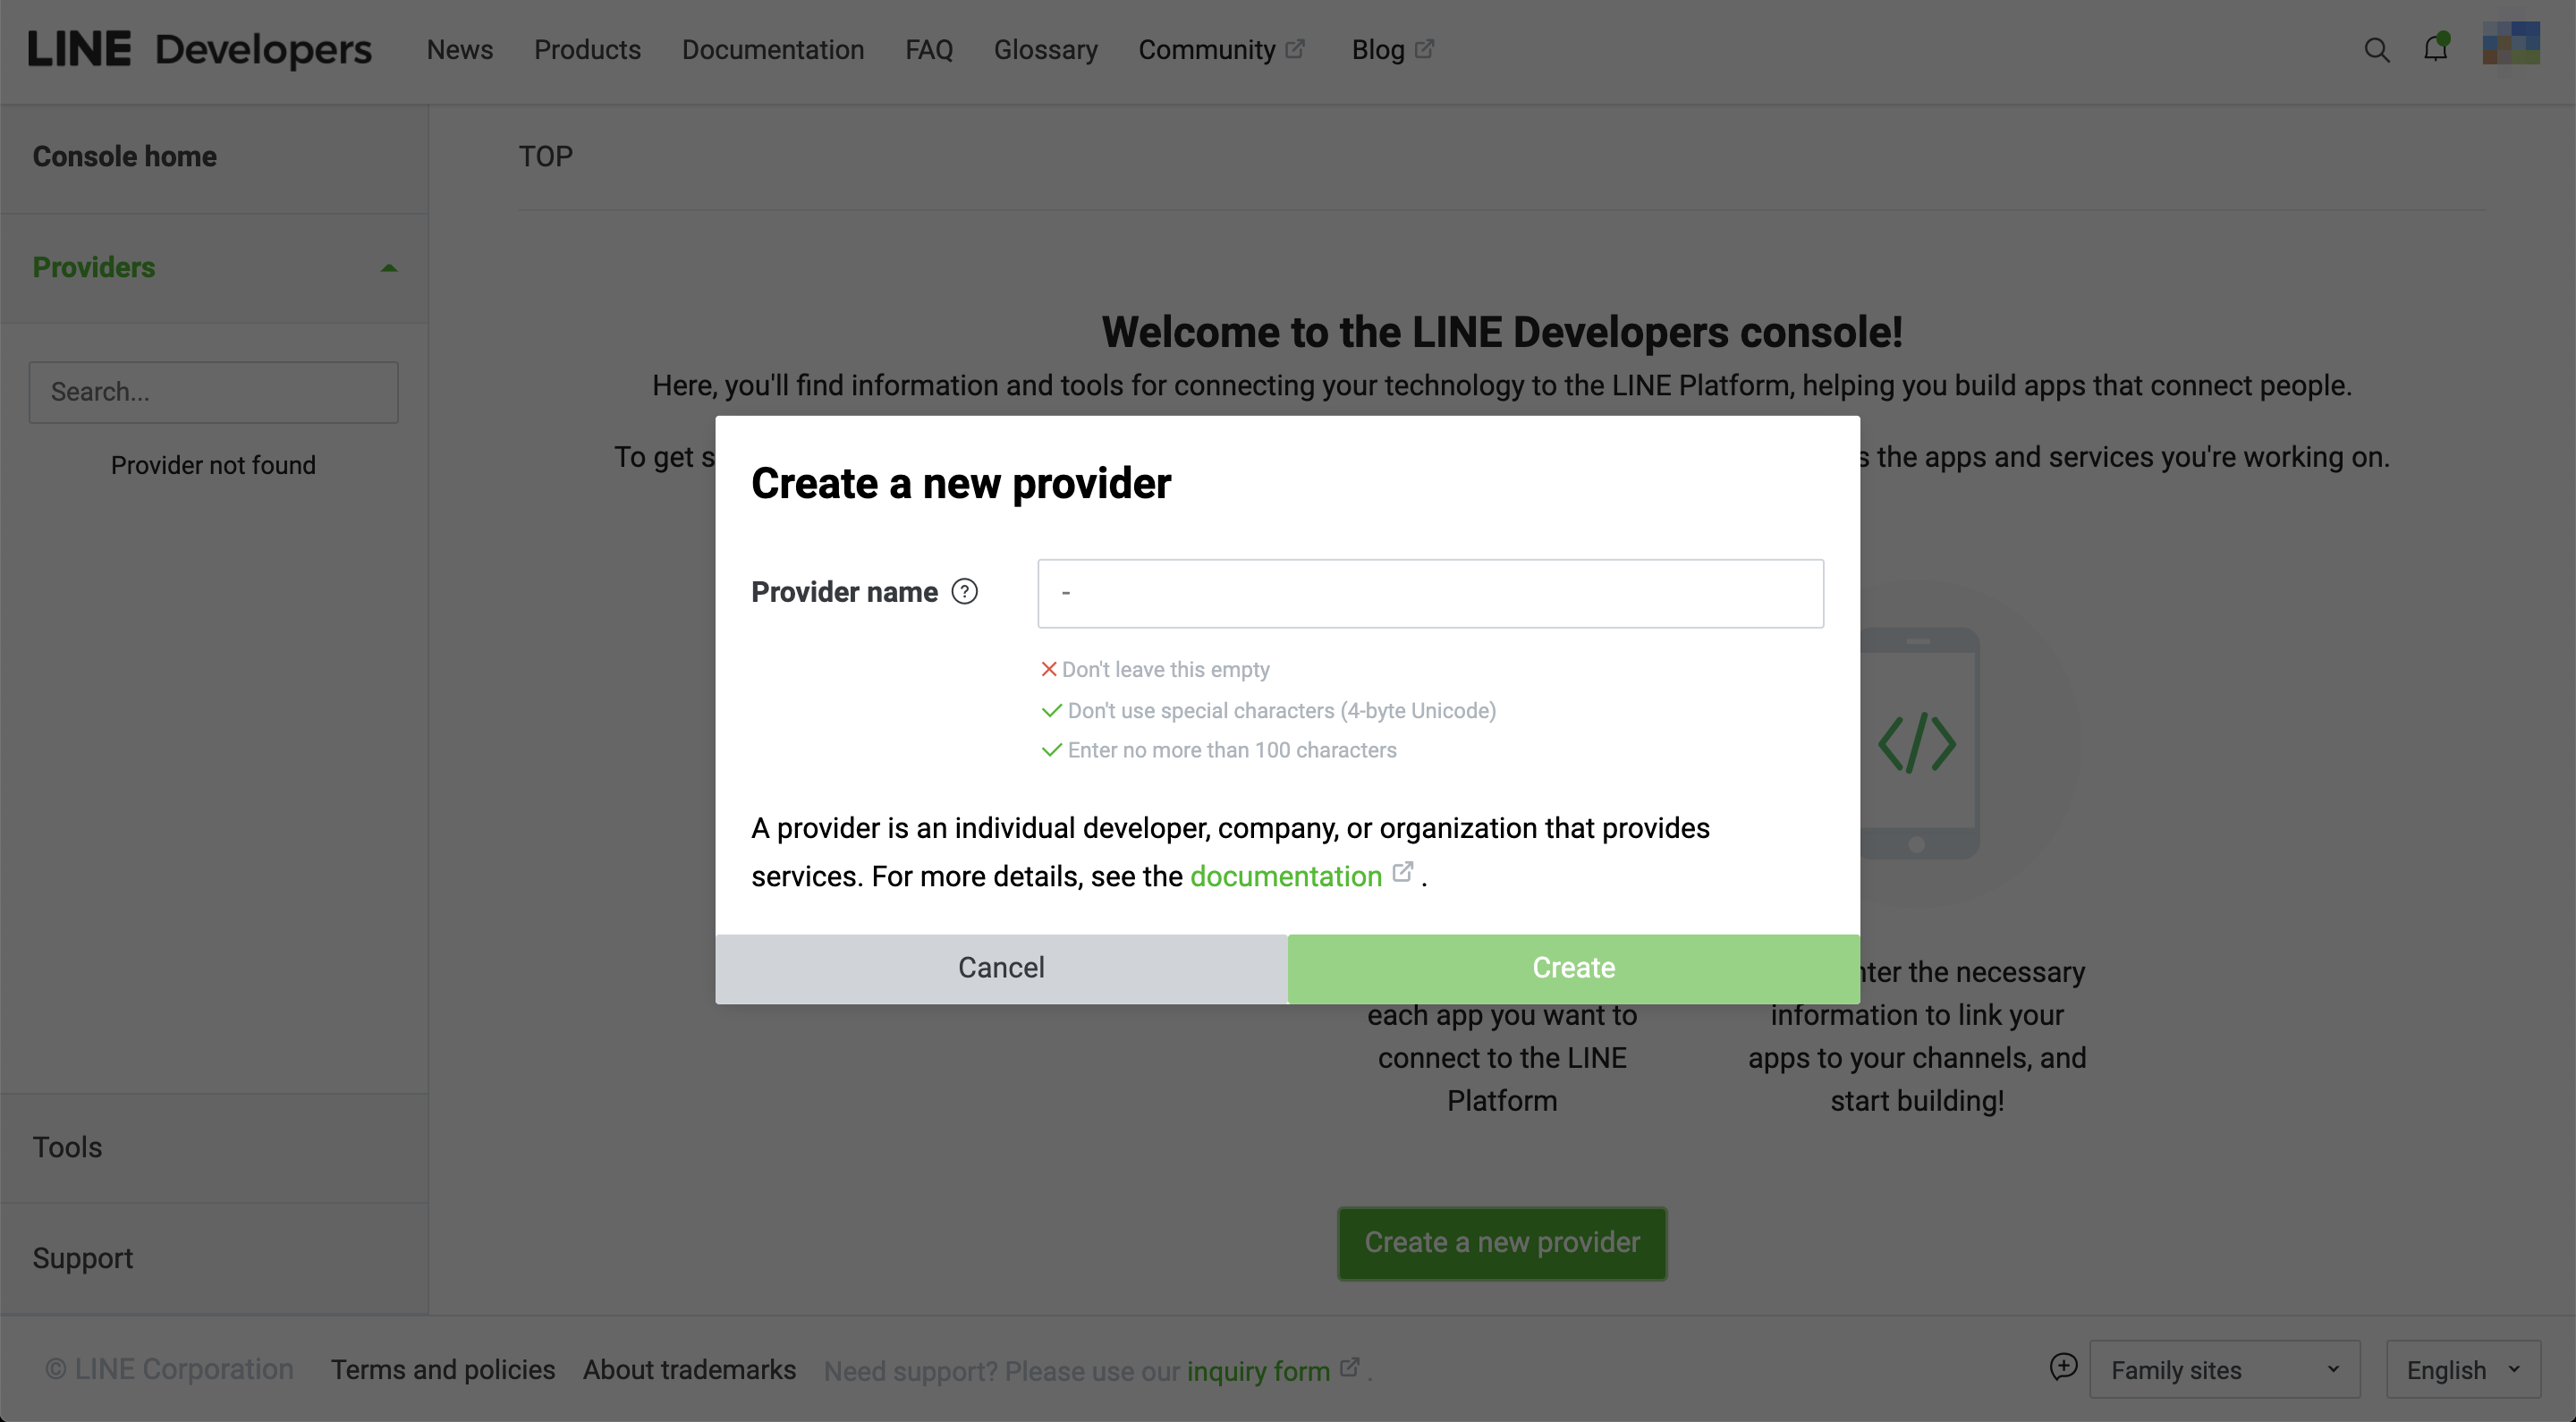 LINE Developers News Products Documentation FAQ Glossary Community Blog
Console home
Providers
Search...
Provider not found
Tools
Support
TOP
Welcome to the LINE Developers console!
Here, you'll find information and tools for connecting your technology to the LINE Platform, helping you build apps that connect people.
To get s
s the apps and services you're working on.
Create a new provider
Provider name ? -
Don't leave this empty
Don't use special characters (4-byte Unicode)
Enter no more than 100 characters
A provider is an individual developer, company, or organization that provides
services. For more details, see the documentation .
Cancel Create
each app you want to
connect to the LINE
Platform
nter the necessary
information to link your
apps to your channels, and
start building!
Create a new provider
© LINE Corporation Terms and policies About trademarks Need support? Please use our inquiry form . Family sites English